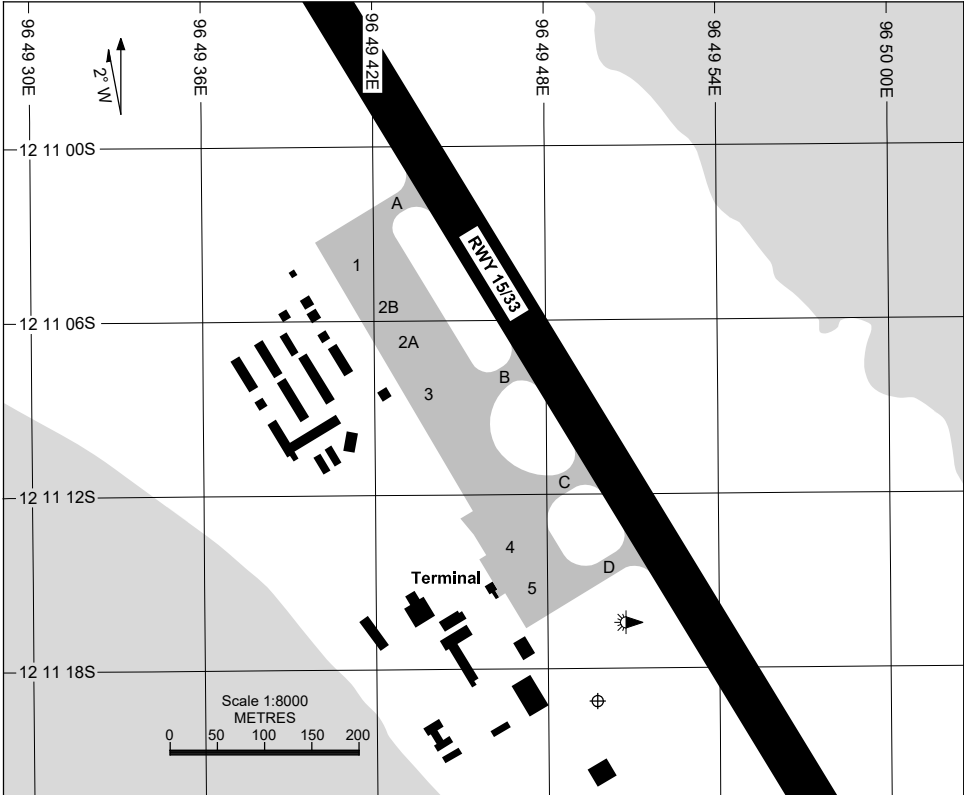 96 49 30E
96 49 36E
96 49 42E
96 49 48E
96 49 54E
96 50 00E
2° W
12 11 00S
A
RWY 15/33
1
2B
12 11 06S
2A
B
3
C
12 11 12S
4
D
Terminal
5
12 11 18S
Scale 1:8000
METRES
0 50 100 150 200